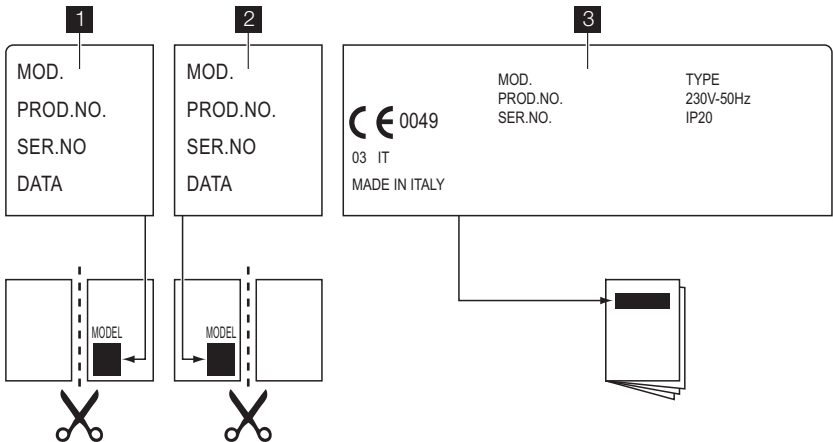 1
MOD.
PROD.NO.
SER.NO
DATA
MODEL
2
MOD.
PROD.NO.
SER.NO
DATA
MODEL
3
CE 0049
03 IT
MADE IN ITALY
MOD.
PROD.NO.
SER.NO.
TYPE
230V-50Hz
IP20